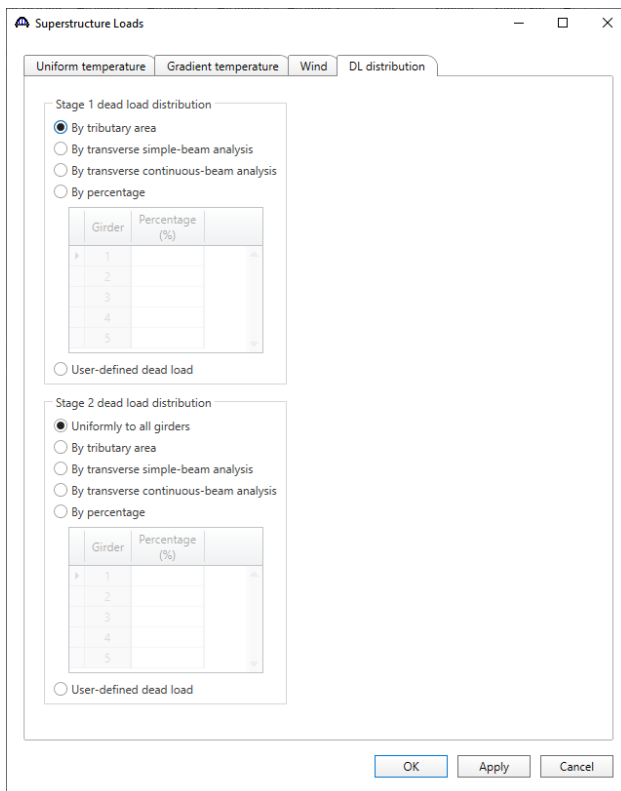 Superstructure Loads
Uniform temperature
Gradient temperature
Wind
DL distribution
Stage 1 dead load distribution
By tributary area
By transverse simple-beam analysis
By transverse continuous-beam analysis
By percentage
Girder
Percentage
(%)
1
2
3
4
5
User-defined dead load
Stage 2 dead load distribution
Uniformly to all girders
By tributary area
By transverse simple-beam analysis
By transverse continuous-beam analysis
By percentage
Girder
Percentage
(%)
1
2
3
4
5
User-defined dead load
OK
Apply
Cancel